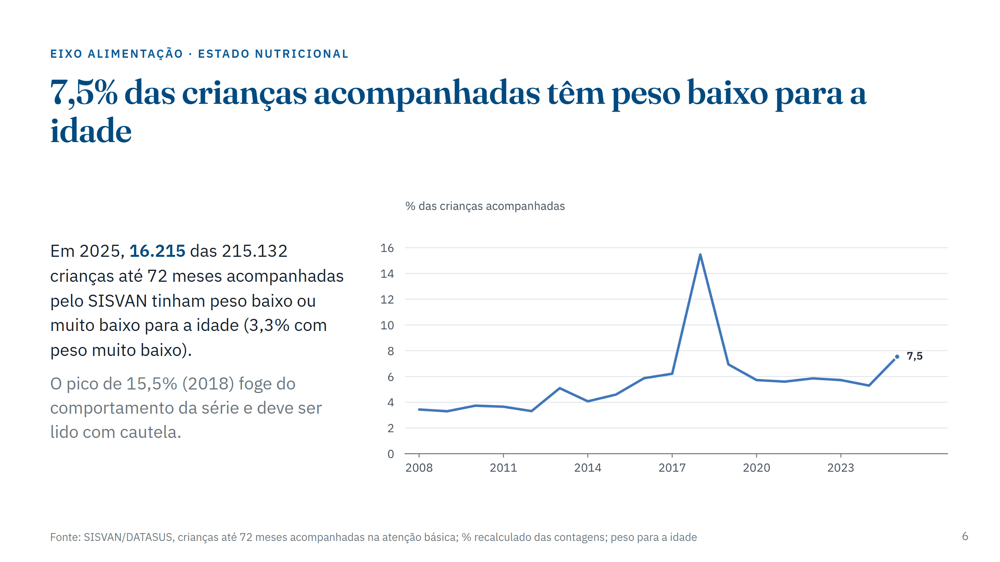 EIXO ALIMENTAÇÃO · ESTADO NUTRICIONAL
7,5% das crianças acompanhadas têm peso baixo para a
idade
Em 2025, 16.215 das 215.132
crianças até 72 meses acompanhadas
pelo SISVAN tinham peso baixo ou
muito baixo para a idade (3,3% com
peso muito baixo).
O pico de 15,5% (2018) foge do
comportamento da série e deve ser
lido com cautela.
% das crianças acompanhadas
16
14
12
10
8
6
4
2
0
7,5
2008 2011 2014 2017 2020 2023
Fonte: SISVAN/DATASUS, crianças até 72 meses acompanhadas na atenção básica; % recalculado das contagens; peso para a idade
6